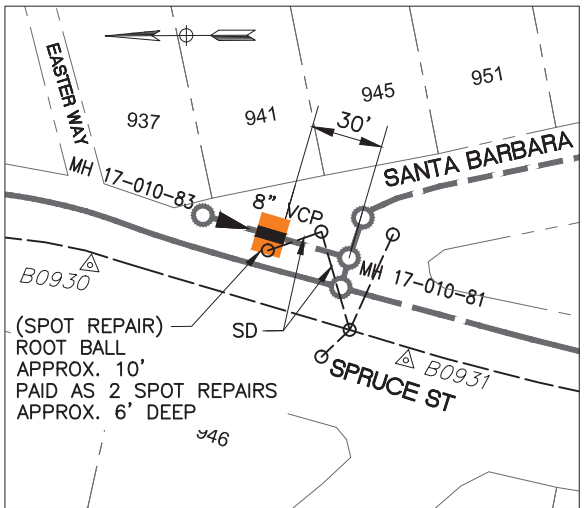 951
945
941
937
EASTER WAY
30'
SANTA BARBARA
MH 17-010-83
8" VCP
MH 17-010-81
B0930
(SPOT REPAIR)
ROOT BALL
APPROX. 10'
PAID AS 2 SPOT REPAIRS
APPROX. 6' DEEP
SD
B0931
SPRUCE ST
946